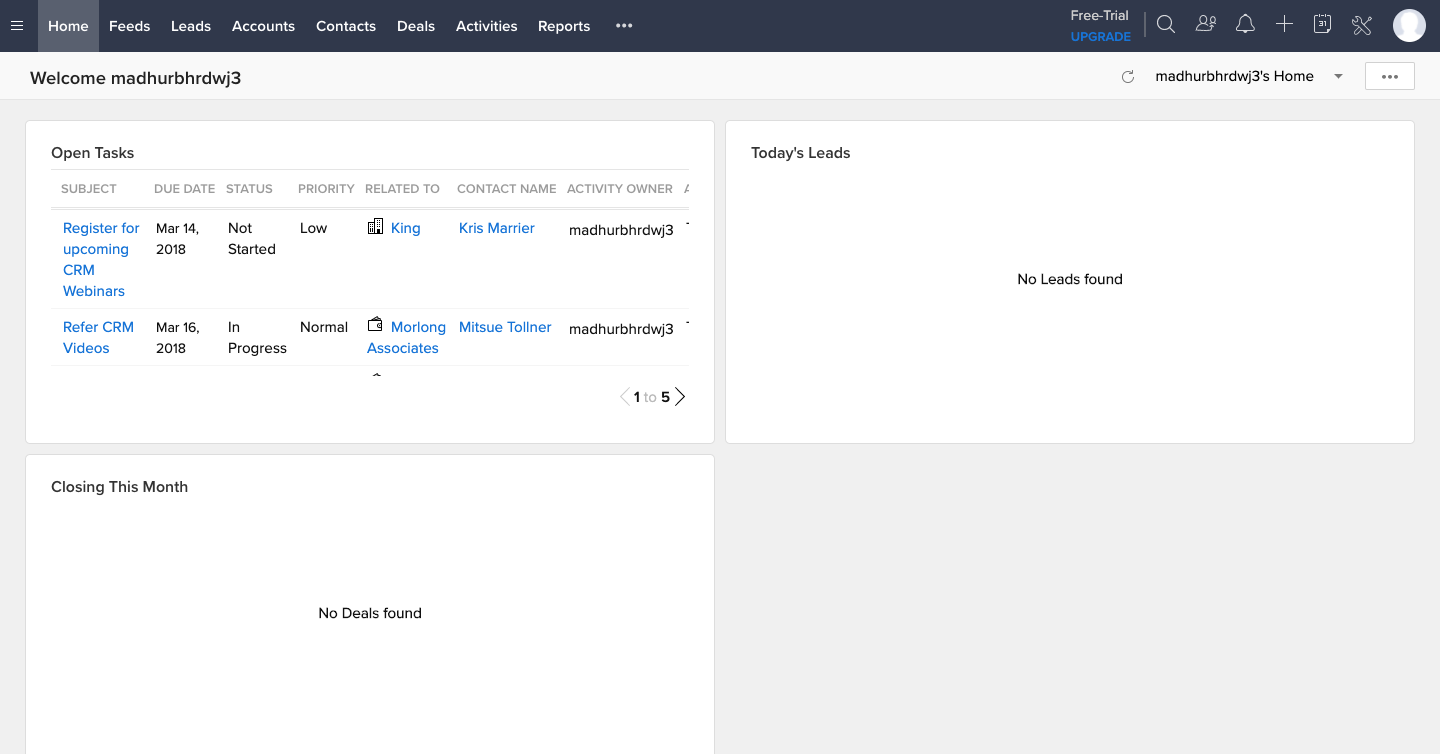 Home Feeds Leads Accounts Contacts Deals Activities Reports
Free-Trial
UPGRADE
31
Welcome madhurbhrdwj3
madhurbhrdwj3's Home
Open Tasks
SUBJECT DUE DATE STATUS PRIORITY RELATED TO CONTACT NAME ACTIVITY OWNER
Register for Mar 14, Not Low King Kris Marrier madhurbhrdwj3
upcoming 2018 Started
CRM
Webinars
Refer CRM Mar 16, In Normal Morlong Mitsue Tollner madhurbhrdwj3
Videos 2018 Progress Associates
1 to 5
Today's Leads
No Leads found
Closing This Month
No Deals found